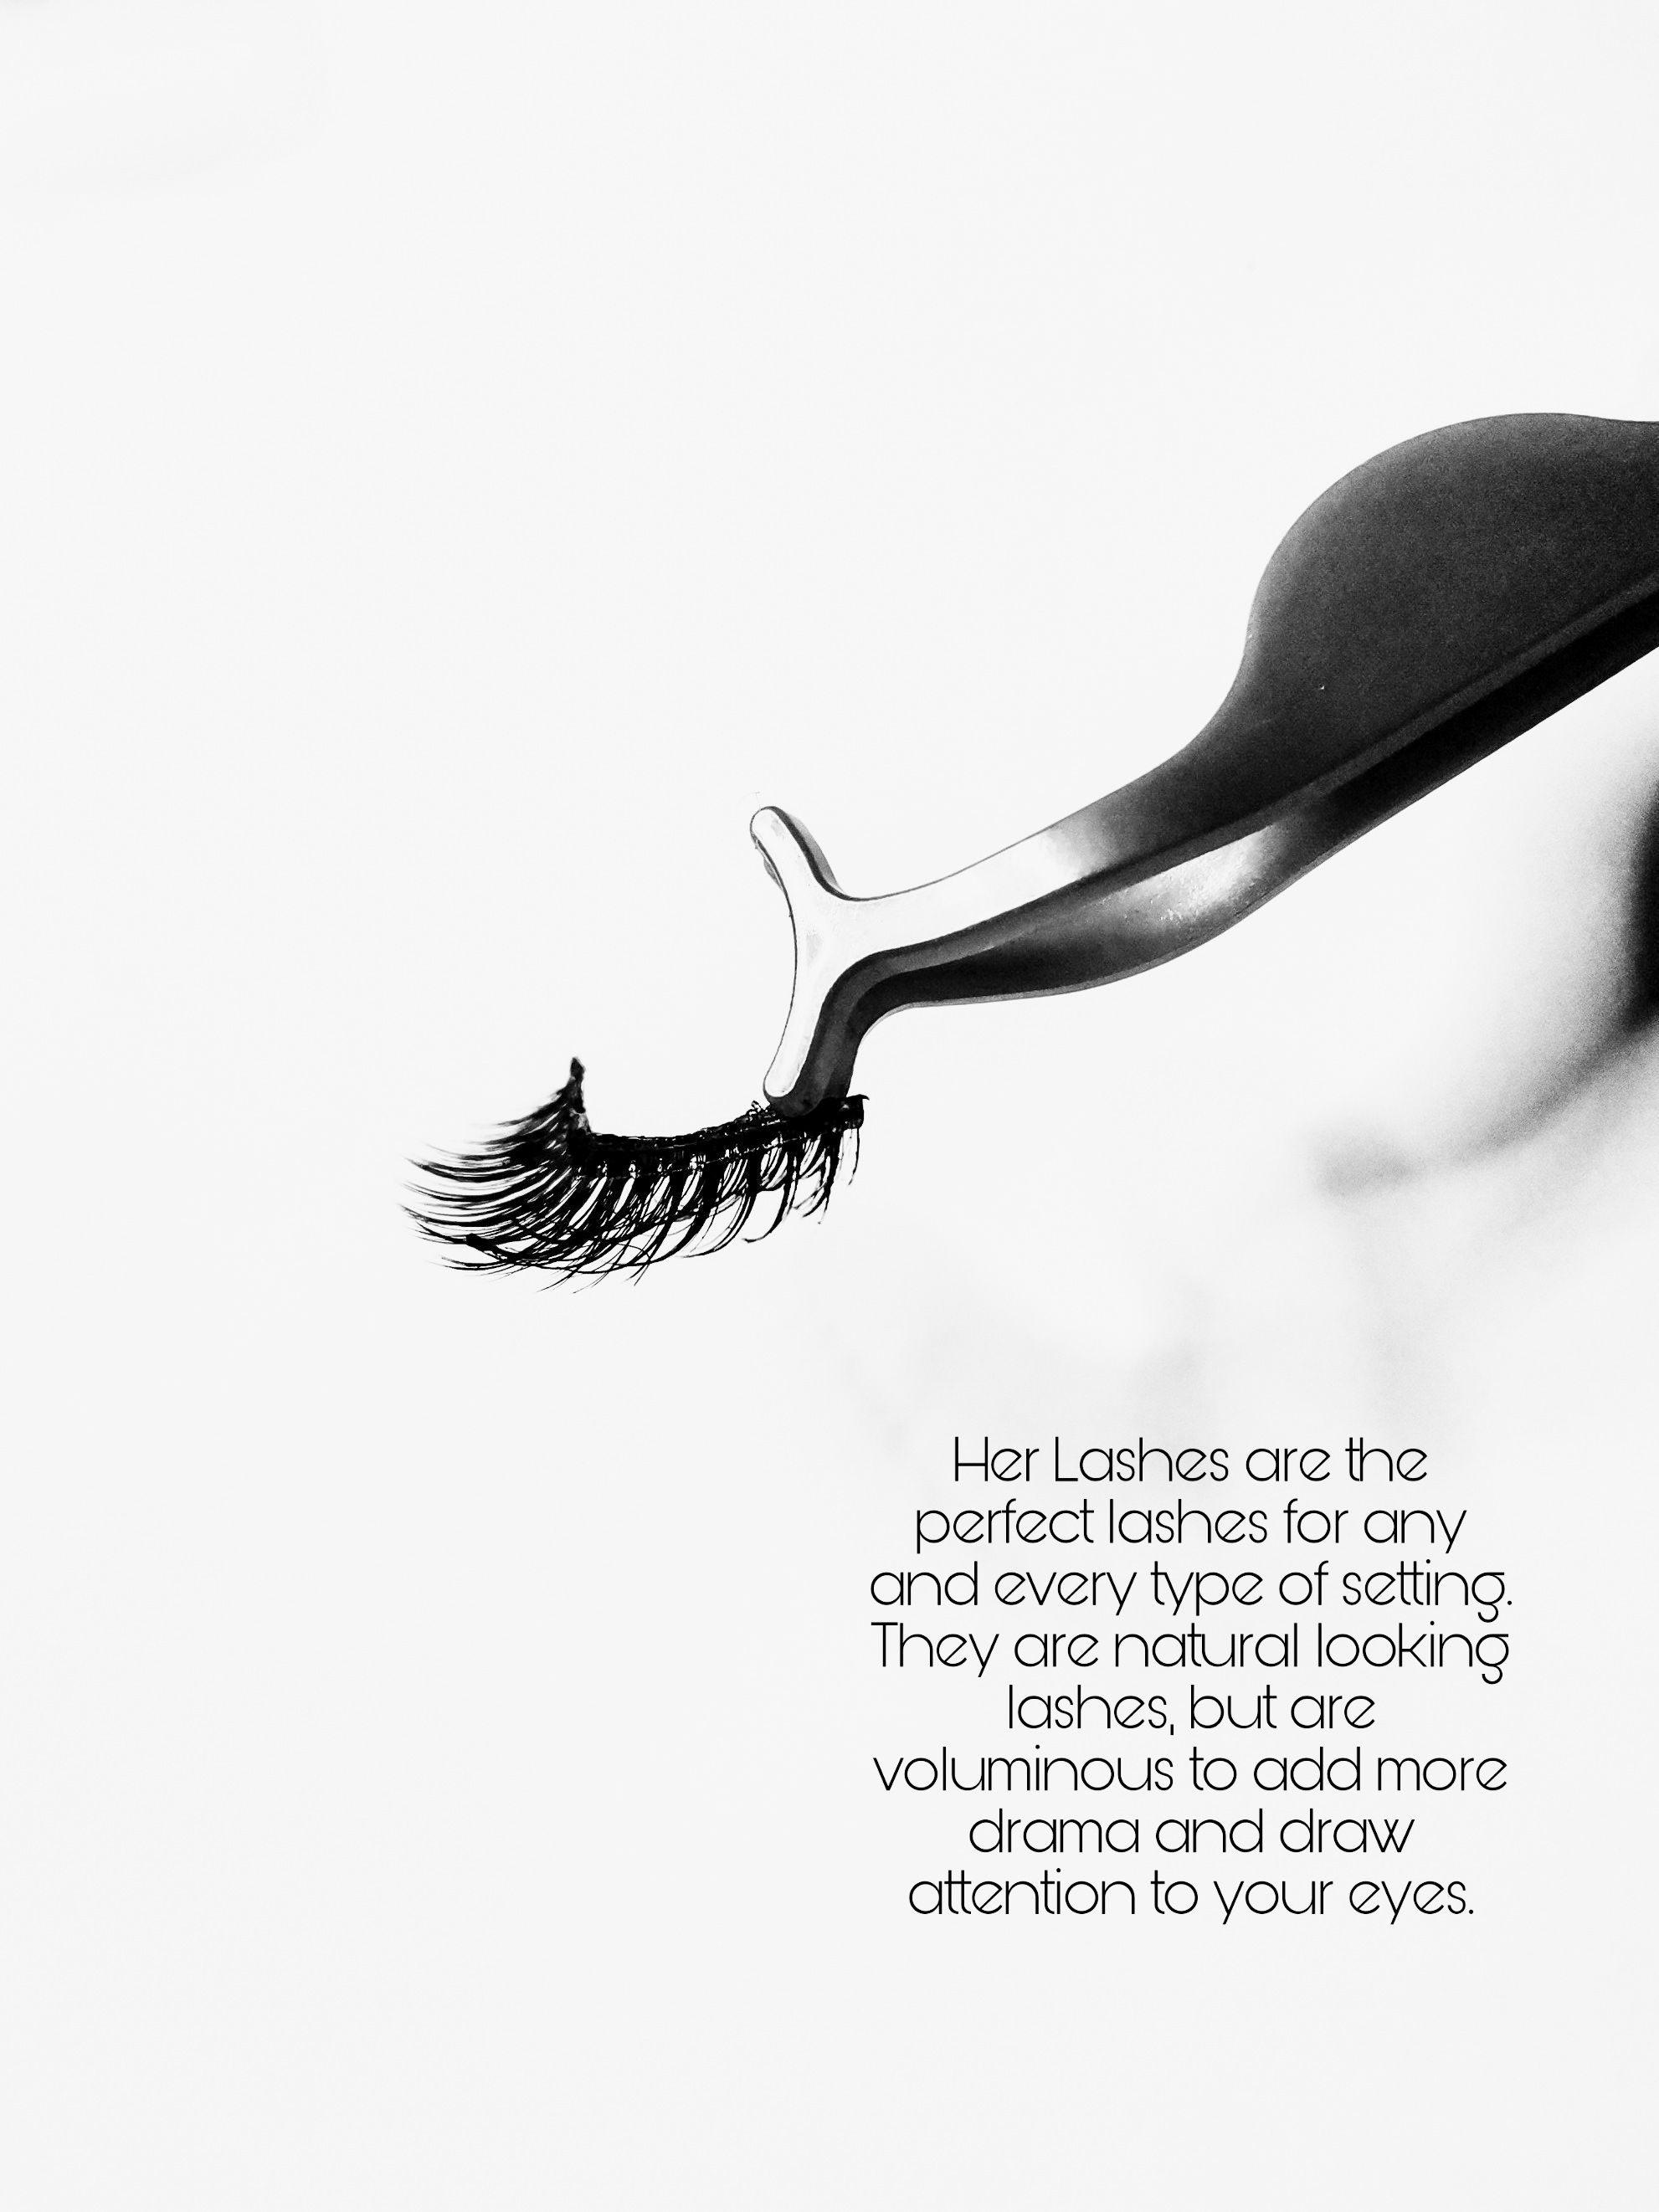 Her Lashes are the
perfect lashes for any
and every type of setting.
They are natural looking
lashes, but are
voluminous to add more
drama and draw
attention to your eyes.